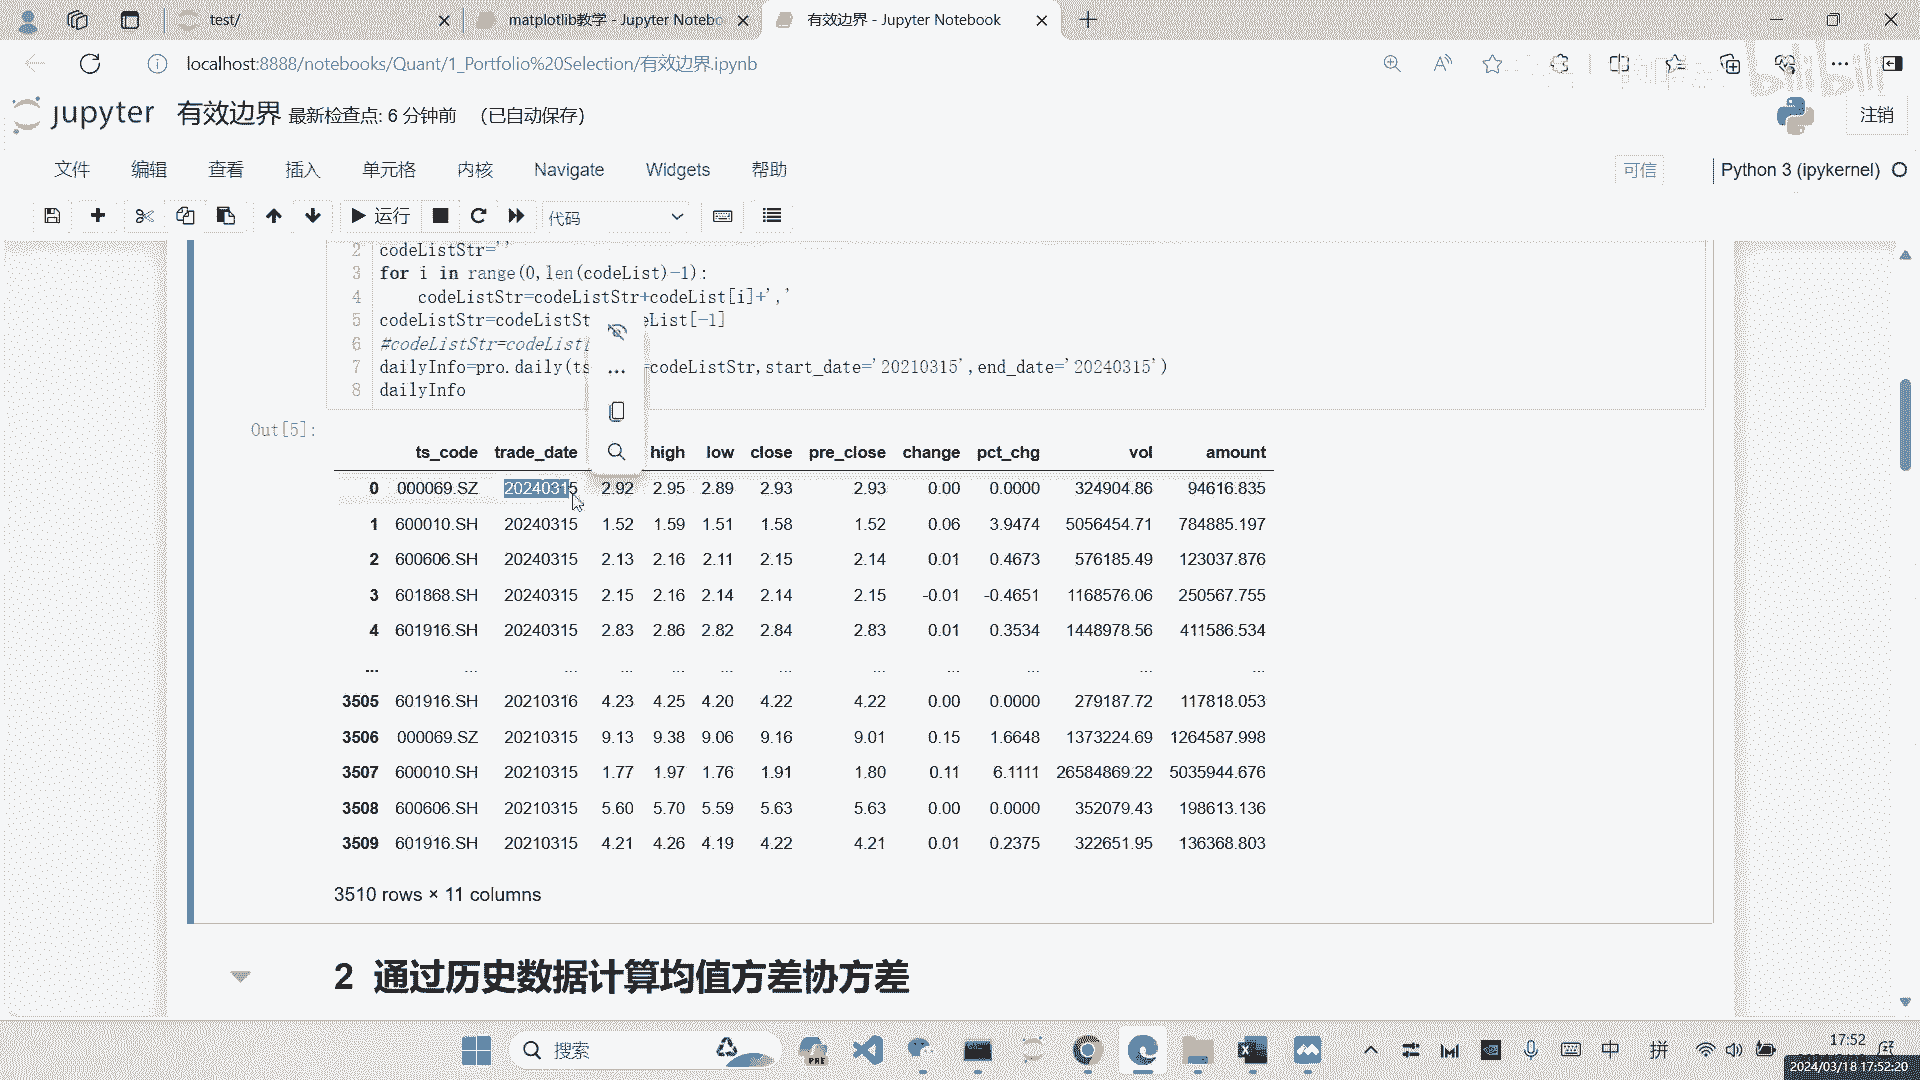 test/
matplotlib教学 - Jupyter Notebo
有效边界 - Jupyter Notebook
localhost:8888/notebooks/Quant/1_Portfolio%20Selection/有效边界.ipynb
bilibili
jupyter 有效边界 最新检查点: 6 分钟前 (已自动保存)
注销
文件 编辑 查看 插入 单元格 内核 Navigate Widgets 帮助
可信 Python 3 (ipykernel)
运行 代码
2 codeListStr=''
3 for i in range(0,len(codeList)-1):
4 codeListStr=codeListStr+codeList[i]+','
5 codeListStr=codeListSt eList[-1]
6 #codeListStr=codeList
7 dailyInfo=pro.daily(ts =codeListStr,start_date='20210315',end_date='20240315')
8 dailyInfo
Out[5]:
ts_code trade_date high low close pre_close change pct_chg vol amount
0 000069.SZ 20240315 2.92 2.95 2.89 2.93 2.93 0.00 0.0000 324904.86 94616.835
1 600010.SH 20240315 1.52 1.59 1.51 1.58 1.52 0.06 3.9474 5056454.71 784885.197
2 600606.SH 20240315 2.13 2.16 2.11 2.15 2.14 0.01 0.4673 576185.49 123037.876
3 601868.SH 20240315 2.15 2.16 2.14 2.14 2.15 -0.01 -0.4651 1168576.06 250567.755
4 601916.SH 20240315 2.83 2.86 2.82 2.84 2.83 0.01 0.3534 1448978.56 411586.534
... ... ... ... ... ... ... ... ... ... ... ...
3505 601916.SH 20210316 4.23 4.25 4.20 4.22 4.22 0.00 0.0000 279187.72 117818.053
3506 000069.SZ 20210315 9.13 9.38 9.06 9.16 9.01 0.15 1.6648 1373224.69 1264587.998
3507 600010.SH 20210315 1.77 1.97 1.76 1.91 1.80 0.11 6.1111 26584869.22 5035944.676
3508 600606.SH 20210315 5.60 5.70 5.59 5.63 5.63 0.00 0.0000 352079.43 198613.136
3509 601916.SH 20210315 4.21 4.26 4.19 4.22 4.21 0.01 0.2375 322651.95 136368.803
3510 rows × 11 columns
2 通过历史数据计算均值方差协方差
搜索
PRE
中
拼
17:52
2024/03/18 17:52:20